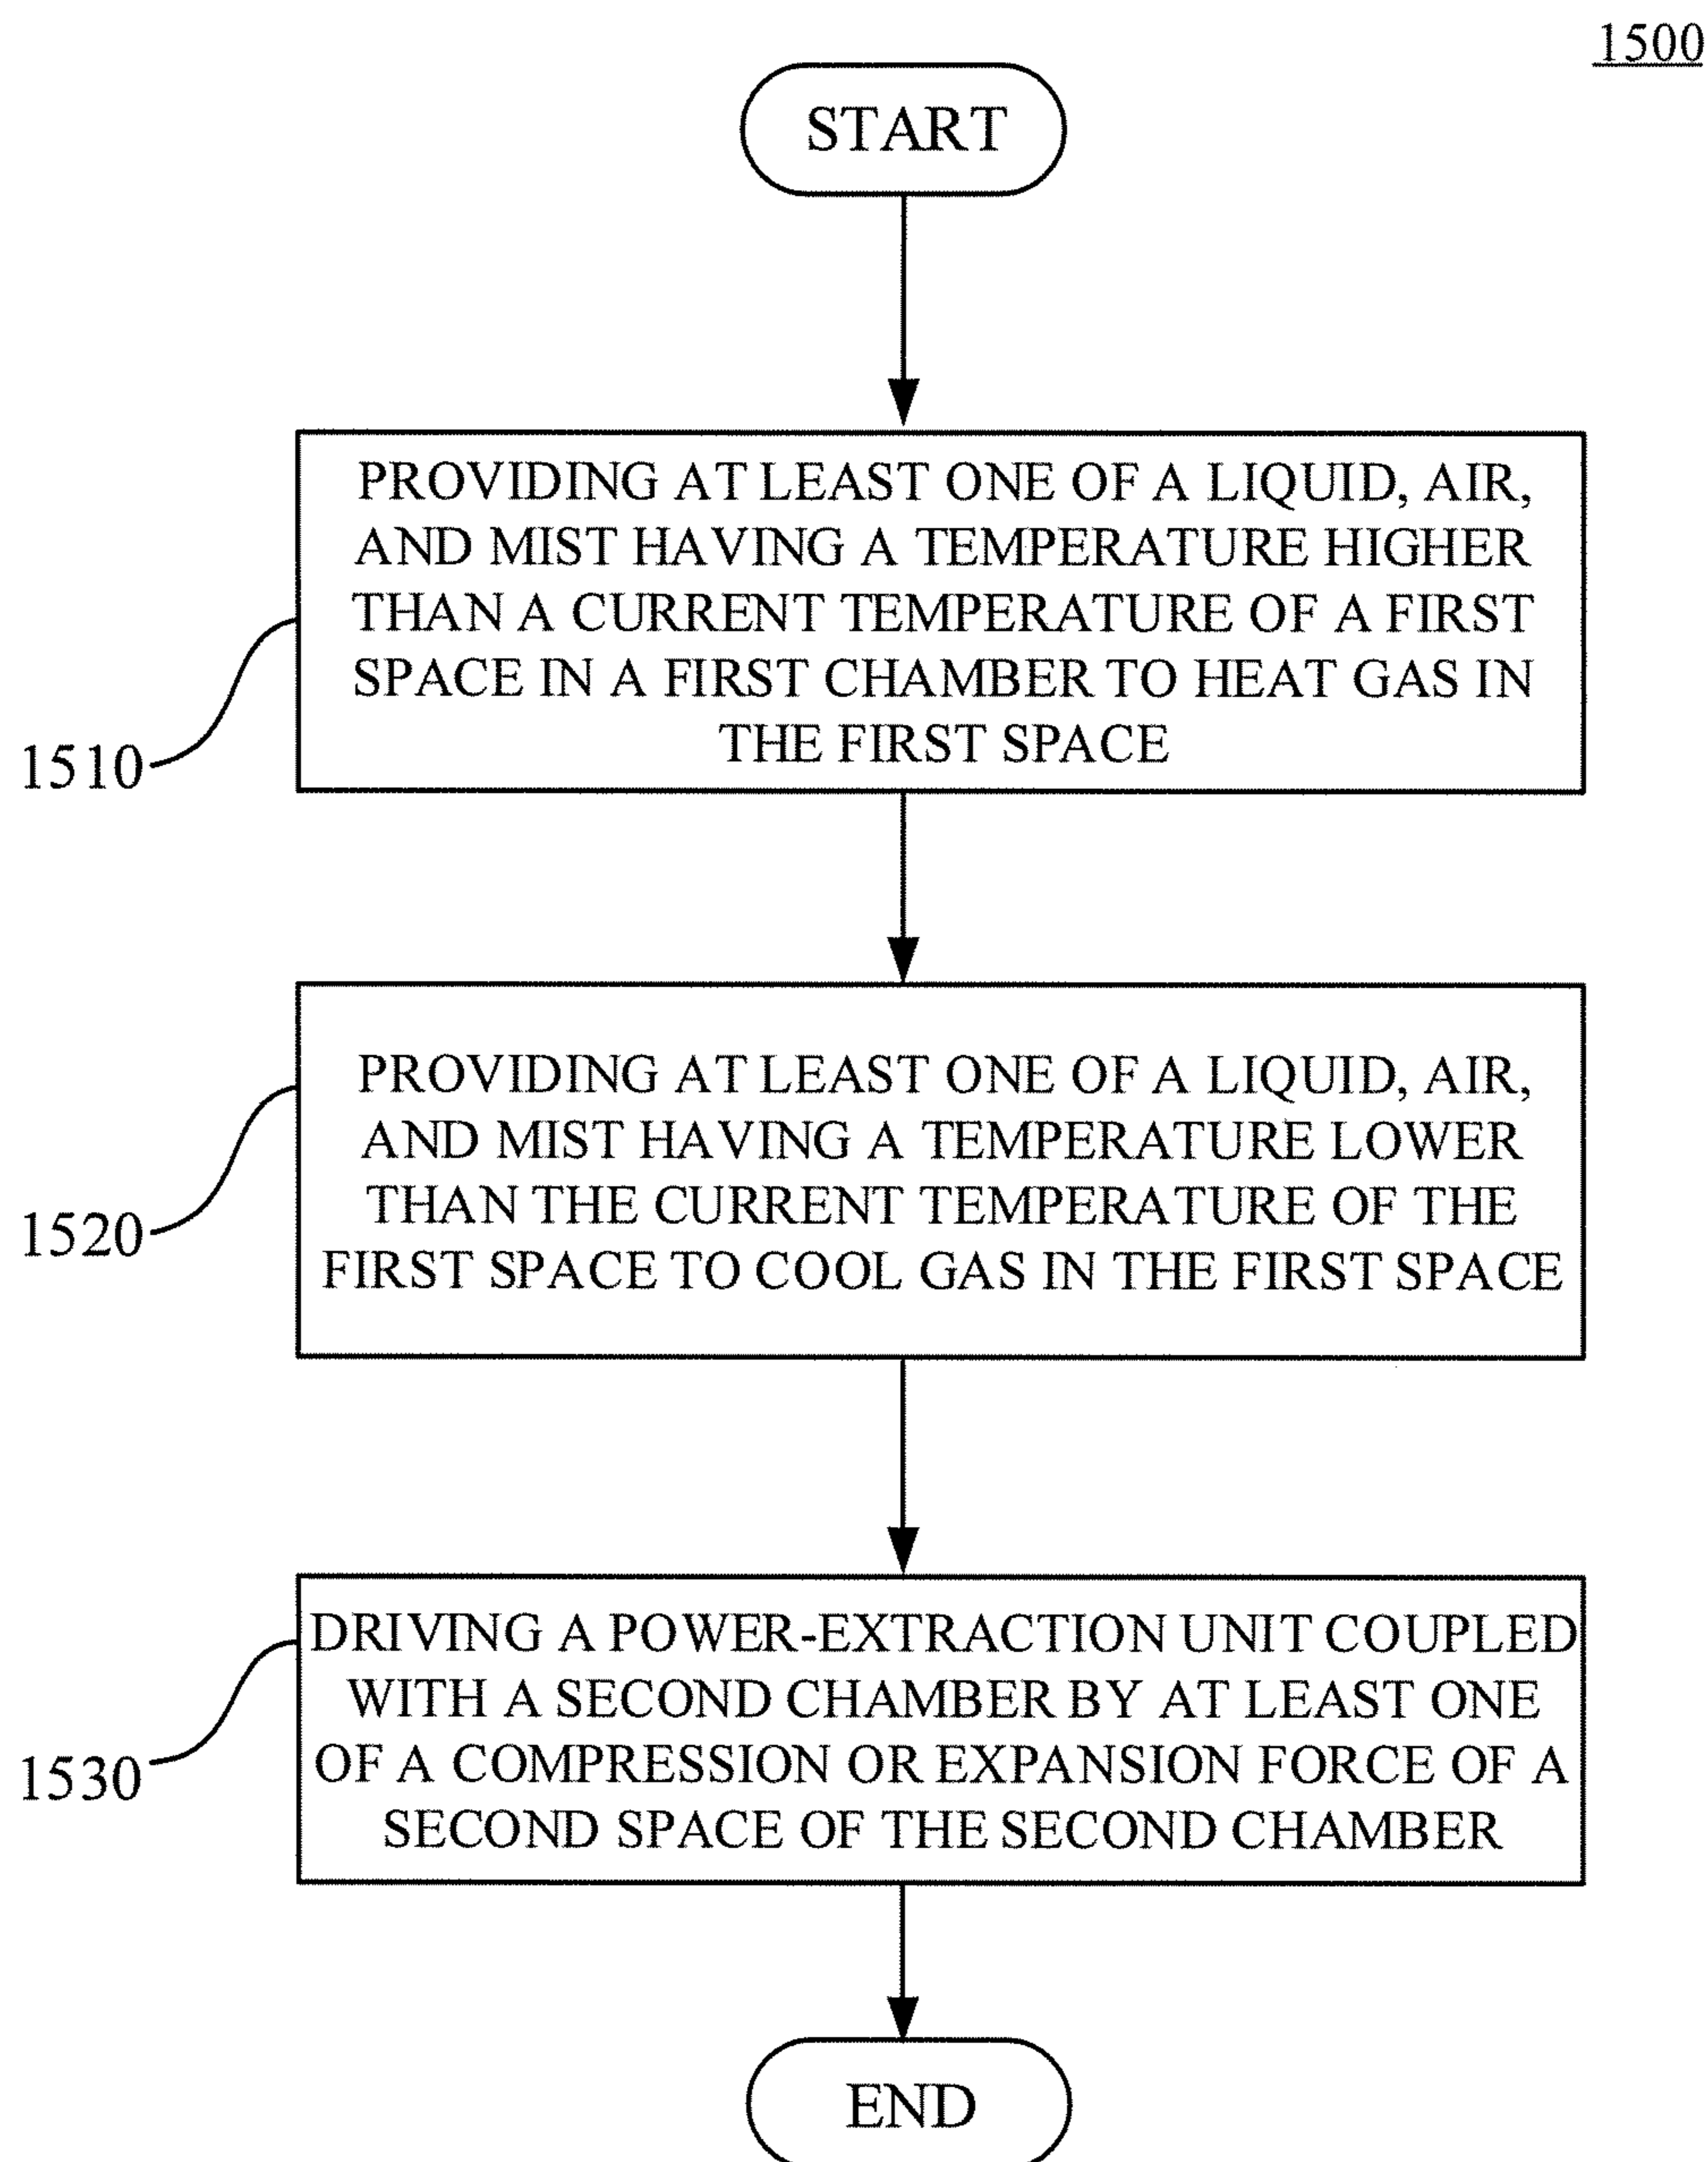 1500
START
PROVIDING AT LEAST ONE OF A LIQUID, AIR,
AND MIST HAVING A TEMPERATURE HIGHER
THAN A CURRENT TEMPERATURE OF A FIRST
SPACE IN A FIRST CHAMBER TO HEAT GAS IN
THE FIRST SPACE
1510
PROVIDING AT LEAST ONE OF A LIQUID, AIR,
AND MIST HAVING A TEMPERATURE LOWER
THAN THE CURRENT TEMPERATURE OF THE
FIRST SPACE TO COOL GAS IN THE FIRST SPACE
1520
DRIVING A POWER-EXTRACTION UNIT COUPLED
WITH A SECOND CHAMBER BY AT LEAST ONE
OF A COMPRESSION OR EXPANSION FORCE OF A
SECOND SPACE OF THE SECOND CHAMBER
1530
END